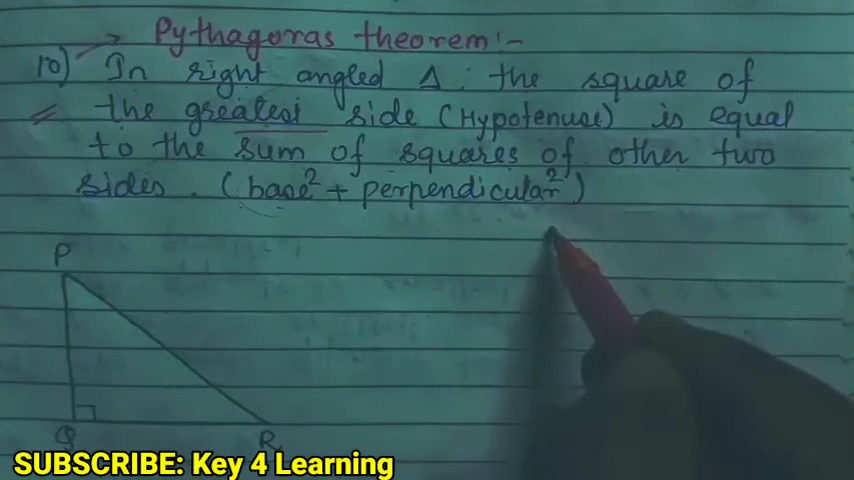 Pythagoras theorem :-
10) In right angled Δ. the square of
the greatest side (Hypotenuse) is equal
to the sum of squares of other two
sides. (base² + perpendicular²)
P
Q
R
SUBSCRIBE: Key 4 Learning